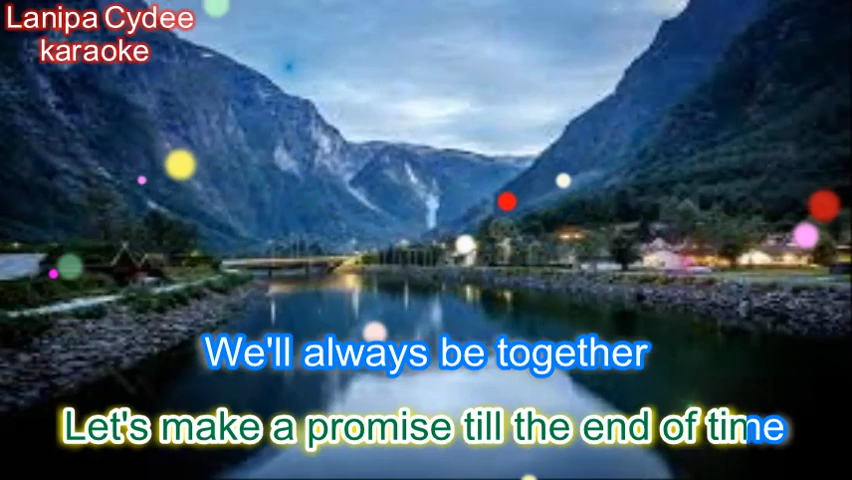 Lanipa Cydee
karaoke
We'll always be together
Let's make a promise till the end of time